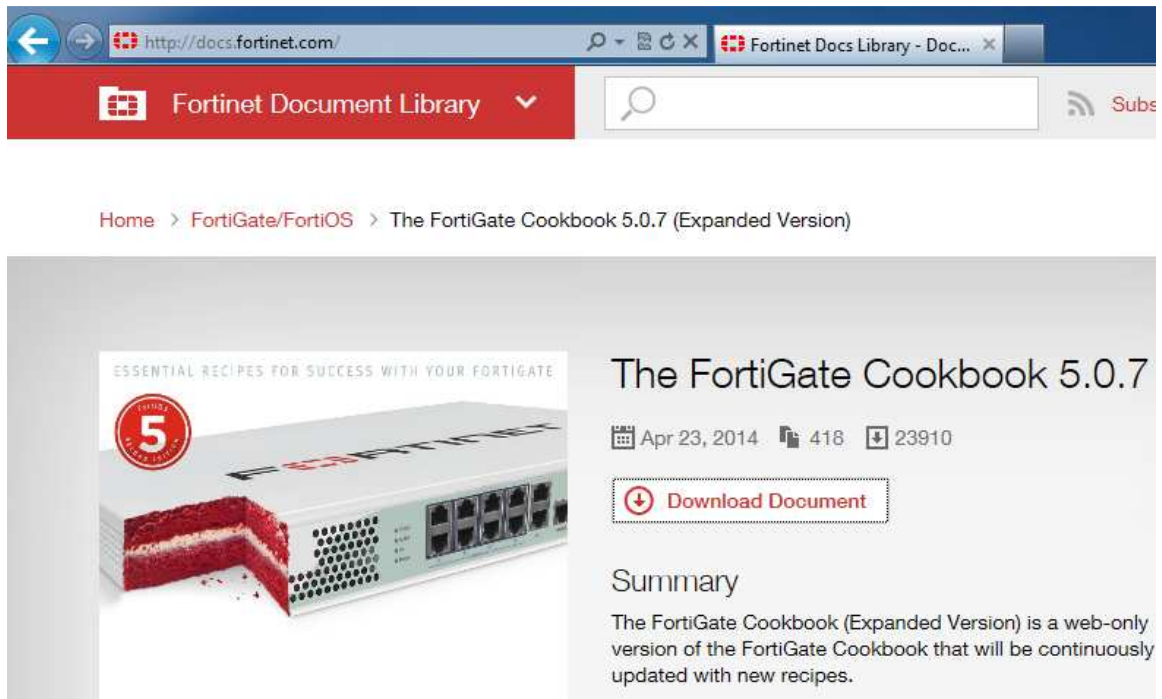 http://docs.fortinet.com/
Fortinet Docs Library - Doc...
Fortinet Document Library
Subs
Home > FortiGate/FortiOS > The FortiGate Cookbook 5.0.7 (Expanded Version)
ESSENTIAL RECIPES FOR SUCCESS WITH YOUR FORTIGATE
5
FORTINET
The FortiGate Cookbook 5.0.7
Apr 23, 2014 418 23910
Download Document
Summary
The FortiGate Cookbook (Expanded Version) is a web-only
version of the FortiGate Cookbook that will be continuously
updated with new recipes.